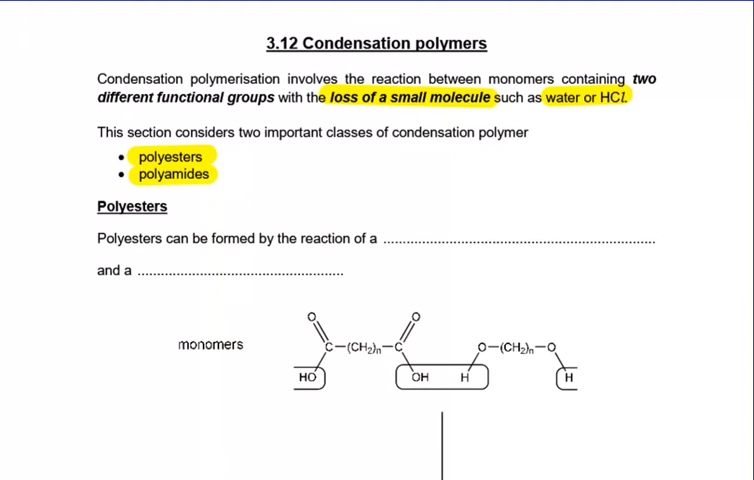 3.12 Condensation polymers
Condensation polymerisation involves the reaction between monomers containing two
different functional groups with the loss of a small molecule such as water or HCl.
This section considers two important classes of condensation polymer
• polyesters
• polyamides
Polyesters
Polyesters can be formed by the reaction of a ................................................................................
and a ............................................................
O O
monomers C-(CH₂)ₙ-C O-(CH₂)ₙ-O
HO OH H H